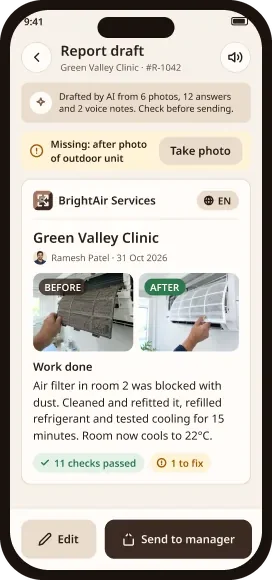 9:41
Report draft
Green Valley Clinic · #R-1042
Drafted by AI from 6 photos, 12 answers
and 2 voice notes. Check before sending.
Missing: after photo
of outdoor unit
Take photo
BrightAir Services
EN
Green Valley Clinic
Ramesh Patel · 31 Oct 2026
BEFORE
AFTER
Work done
Air filter in room 2 was blocked with
dust. Cleaned and refitted it, refilled
refrigerant and tested cooling for 15
minutes. Room now cools to 22°C.
11 checks passed
1 to fix
Edit
Send to manager